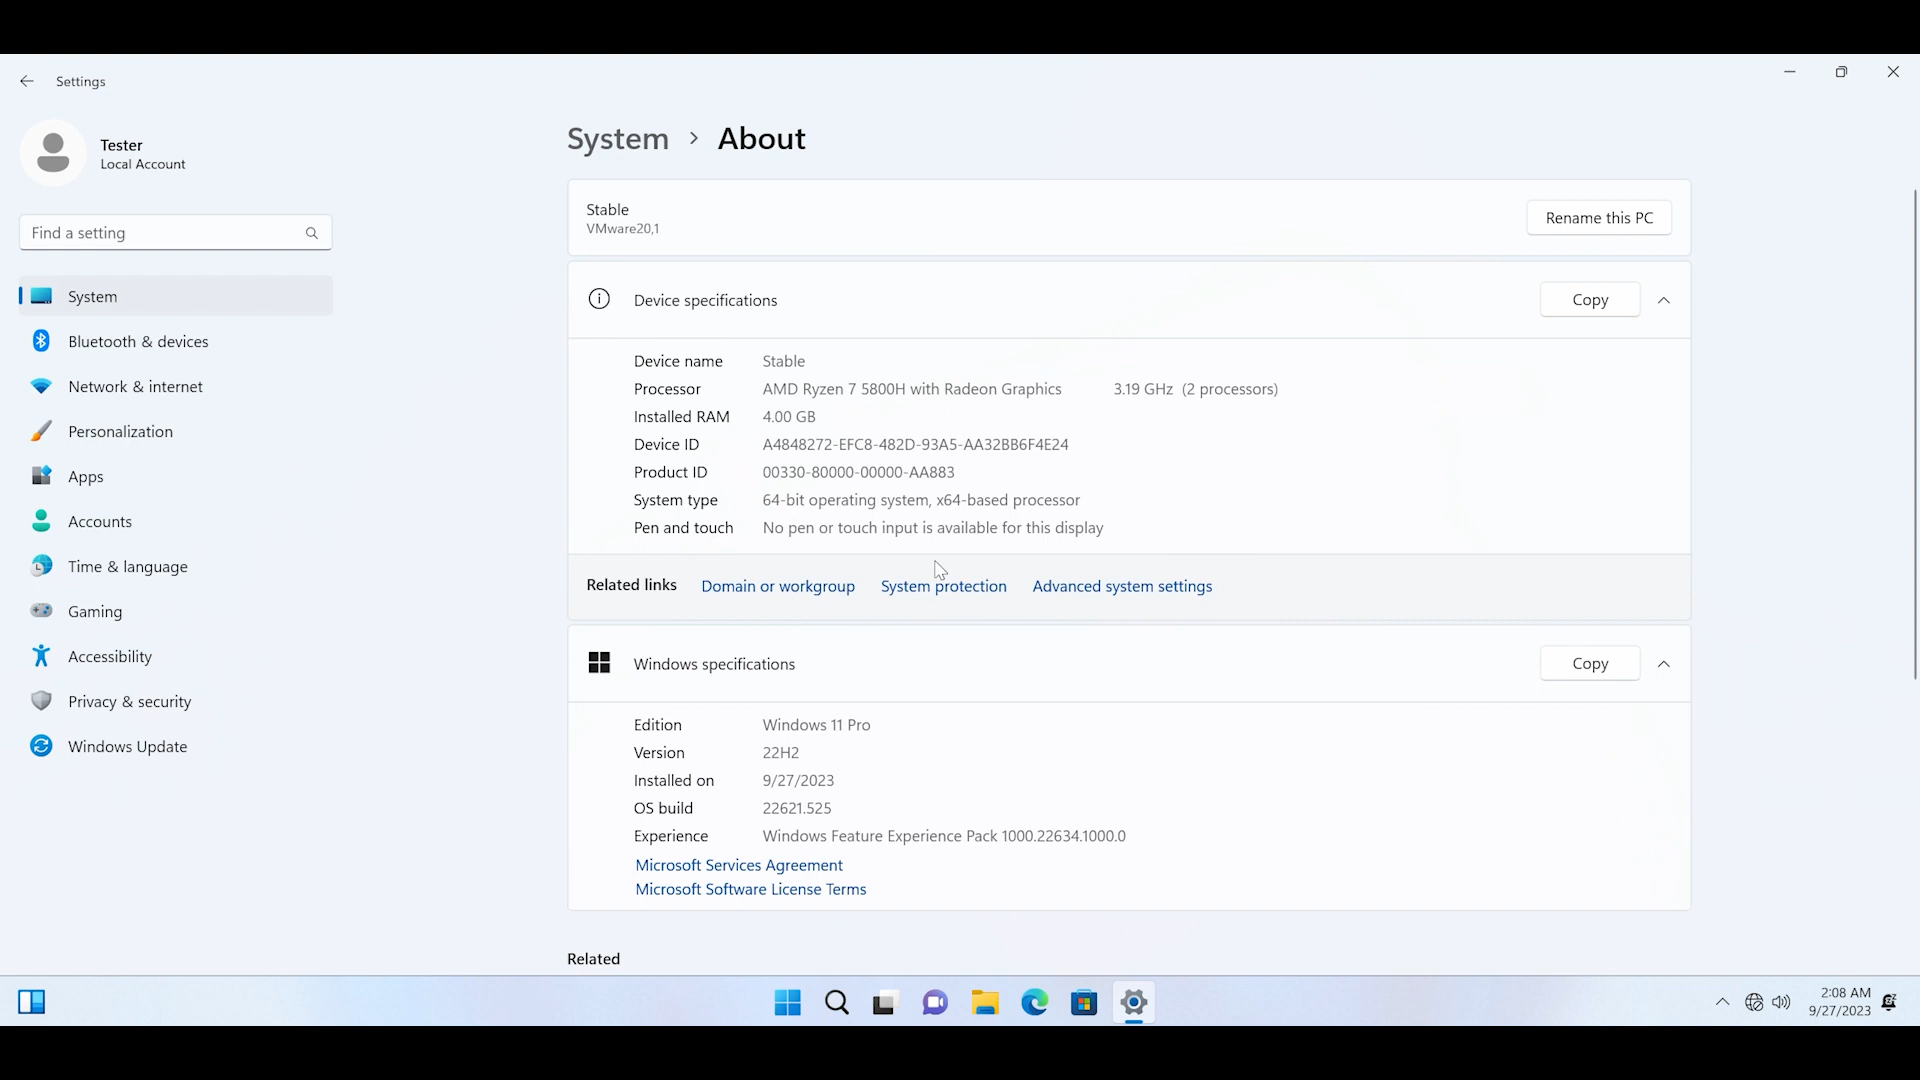 Settings
Tester
Local Account
Find a setting
System
Bluetooth & devices
Network & internet
Personalization
Apps
Accounts
Time & language
Gaming
Accessibility
Privacy & security
Windows Update
System > About
Stable
VMware20,1
Rename this PC
Device specifications
Copy
Device name Stable
Processor AMD Ryzen 7 5800H with Radeon Graphics 3.19 GHz (2 processors)
Installed RAM 4.00 GB
Device ID A4848272-EFC8-482D-93A5-AA32BB6F4E24
Product ID 00330-80000-00000-AA883
System type 64-bit operating system, x64-based processor
Pen and touch No pen or touch input is available for this display
Related links Domain or workgroup System protection Advanced system settings
Windows specifications
Copy
Edition Windows 11 Pro
Version 22H2
Installed on 9/27/2023
OS build 22621.525
Experience Windows Feature Experience Pack 1000.22634.1000.0
Microsoft Services Agreement
Microsoft Software License Terms
Related
2:08 AM
9/27/2023